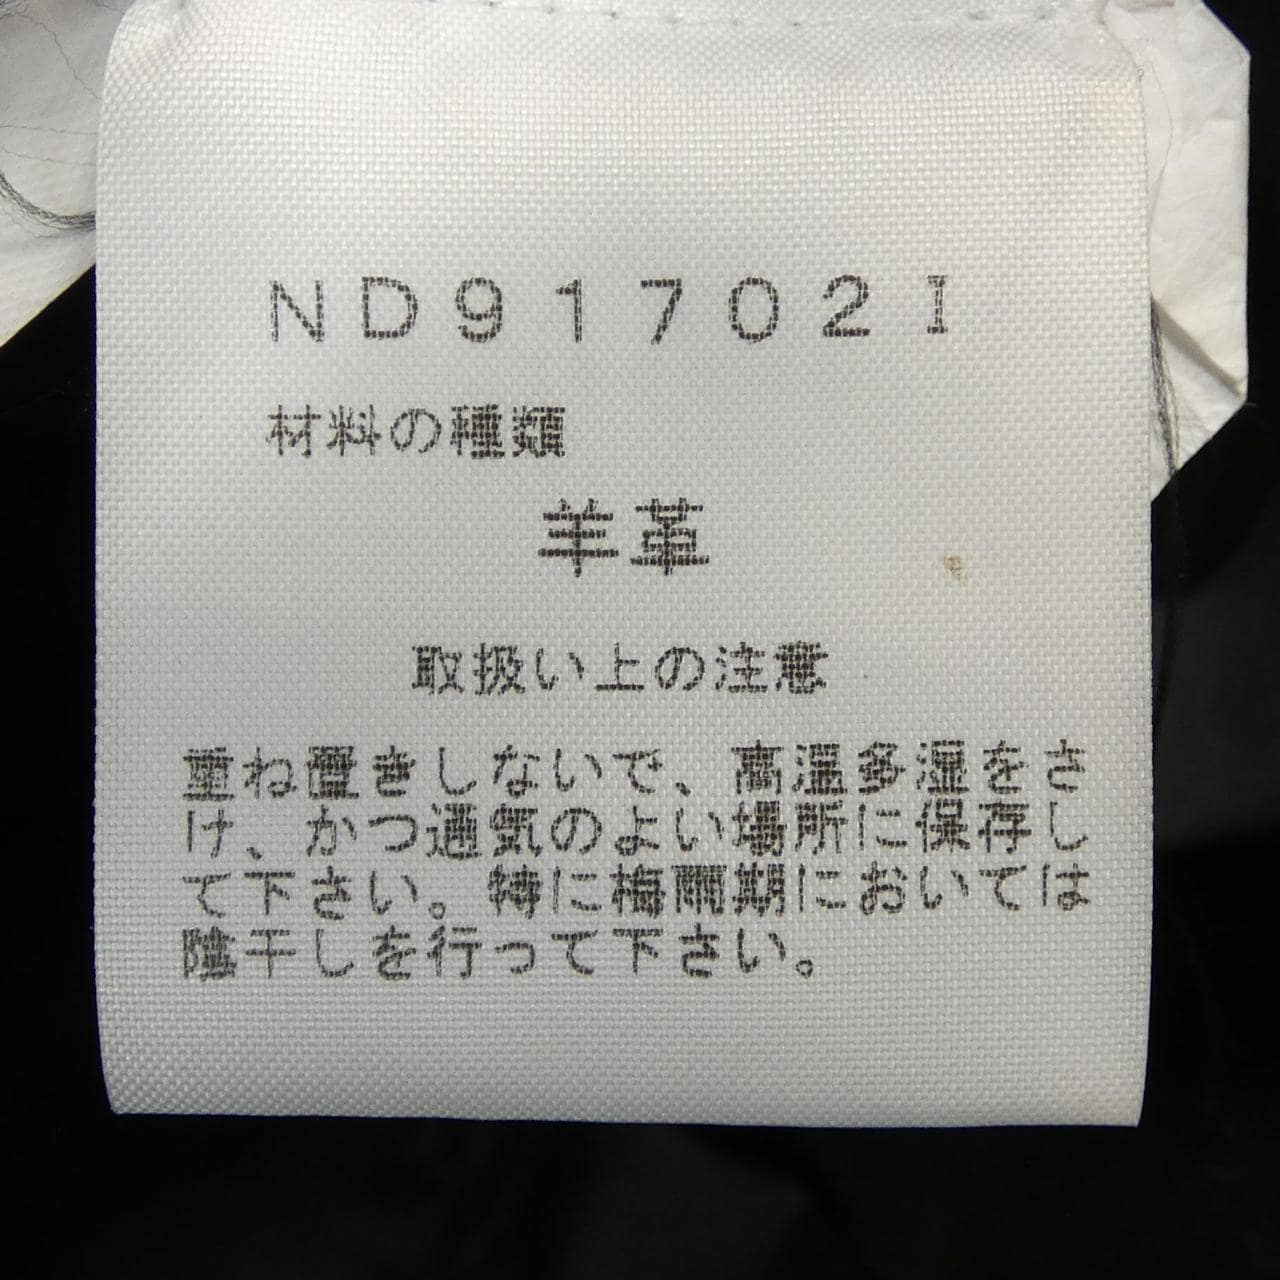 ND91702I
材料の種類
羊革
取扱い上の注意
重ね置きしないで、高温多湿をさ
け、かつ通気のよい場所に保存し
て下さい。特に梅雨期においては
陰干しを行って下さい。